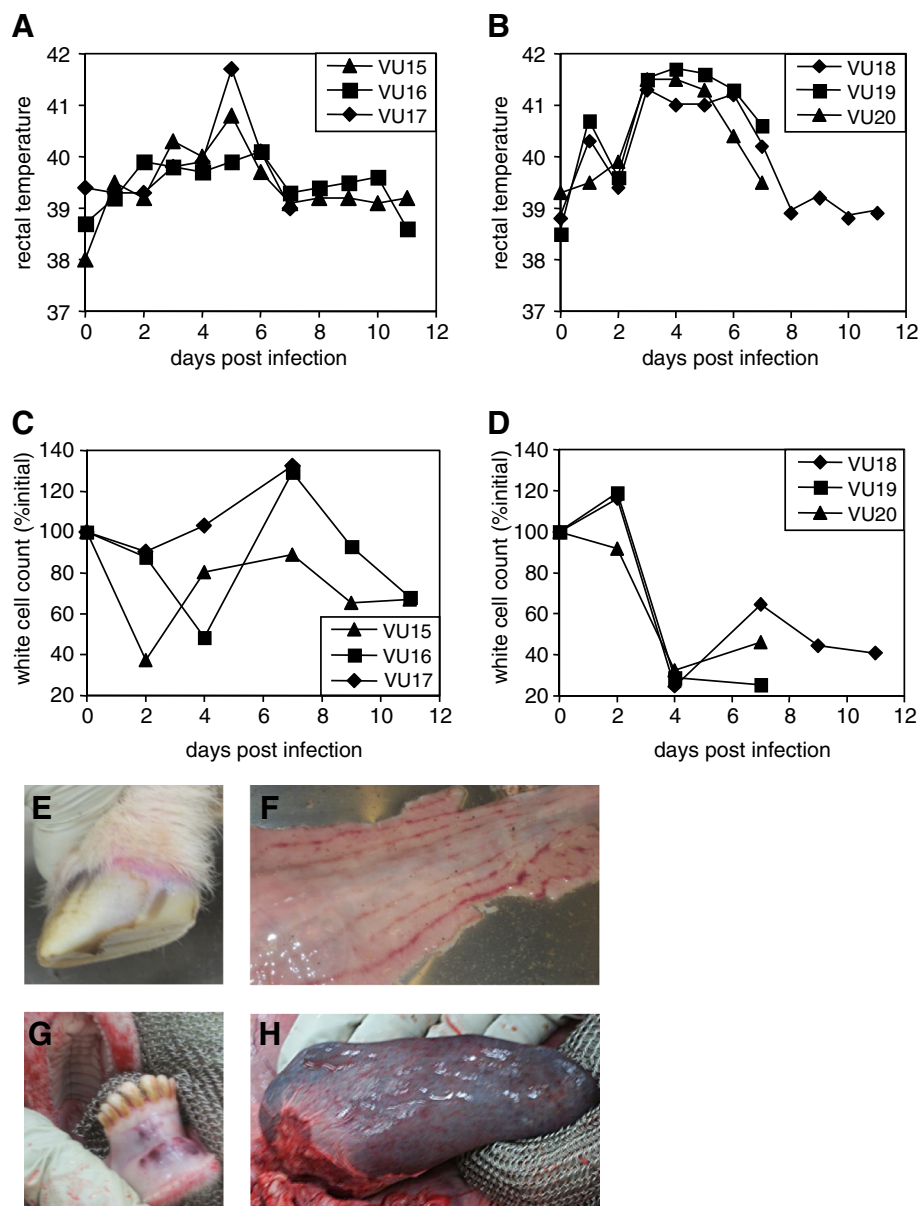 A
rectal temperature
42
41
40
39
38
37
0 2 4 6 8 10 12
days post infection
VU15
VU16
VU17
B
rectal temperature
42
41
40
39
38
37
0 2 4 6 8 10 12
days post infection
VU18
VU19
VU20
C
white cell count (%initial)
140
120
100
80
60
40
20
0 2 4 6 8 10 12
days post infection
VU15
VU16
VU17
D
white cell count (%initial)
140
120
100
80
60
40
20
0 2 4 6 8 10 12
days post infection
VU18
VU19
VU20
E
F
G
H